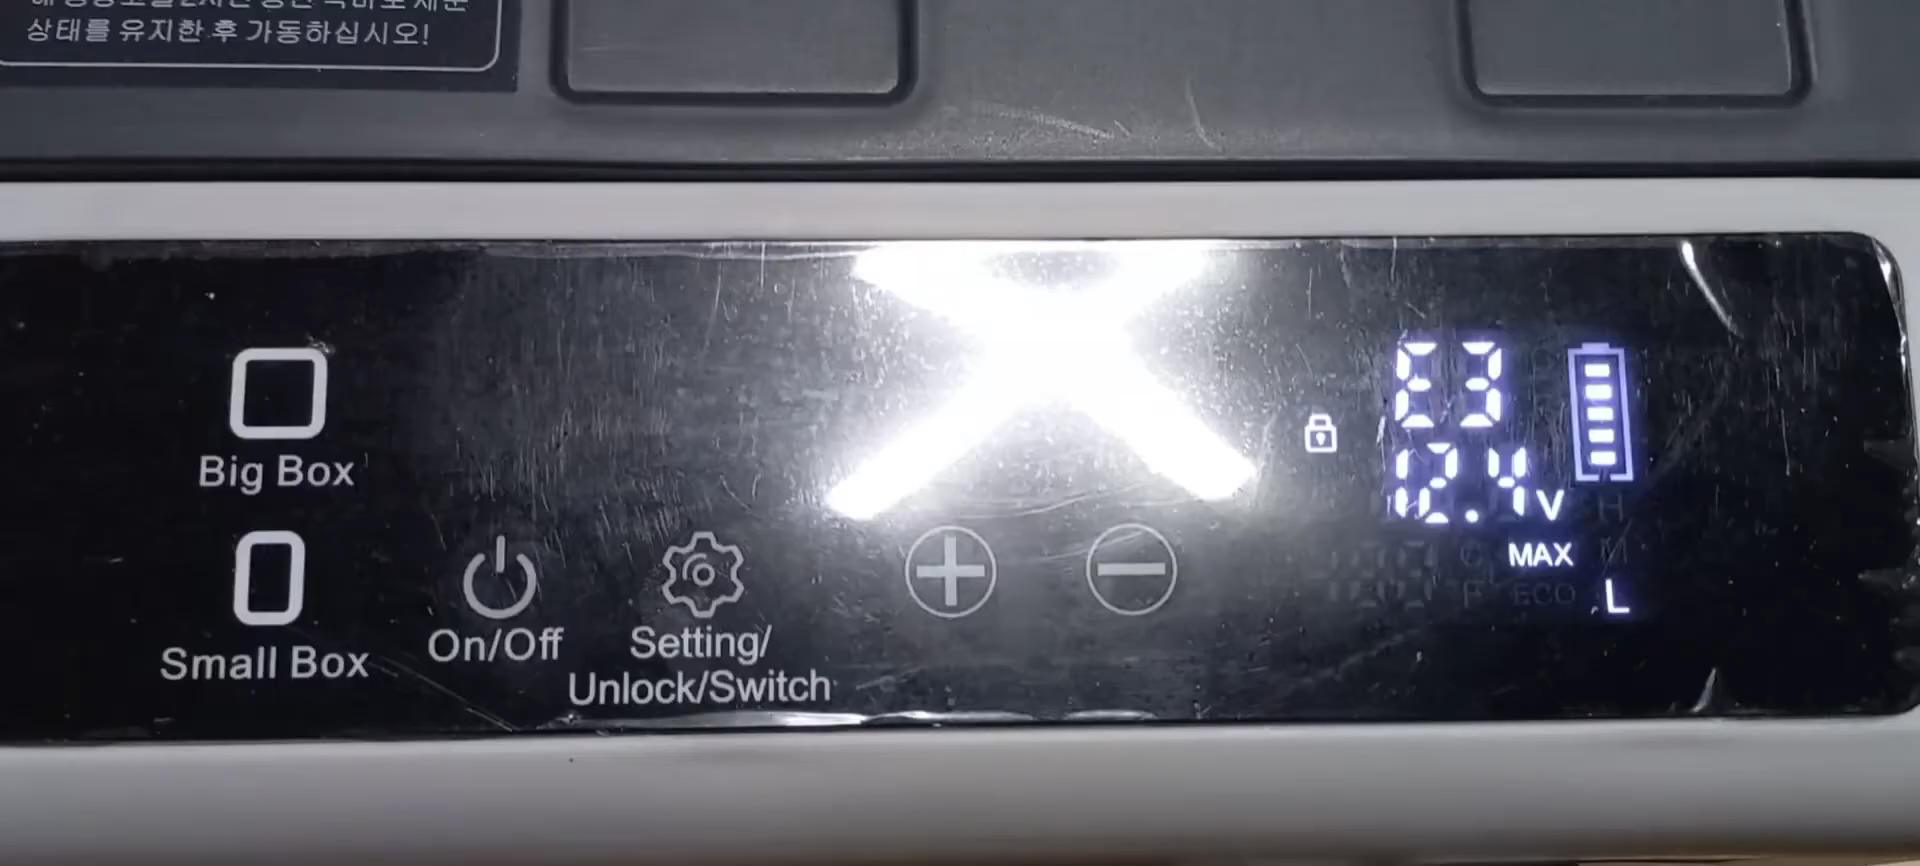 상태를 유지한 후 가동하십시오!
Big Box
Small Box
On/Off
Setting/
Unlock/Switch
E3
12.4V
H
MAX M
ECO L